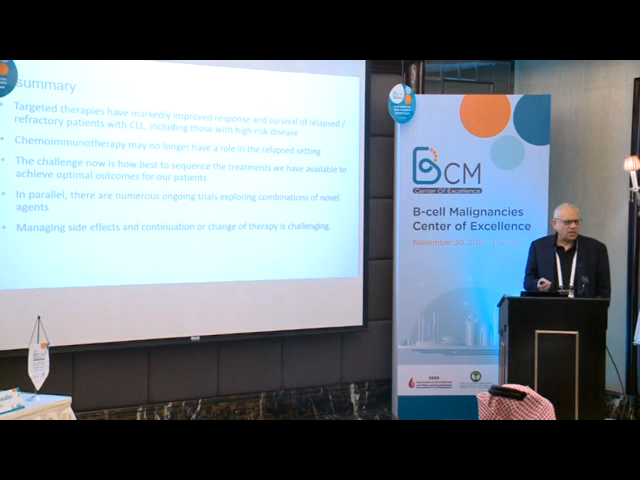 summary
Targeted therapies have markedly improved response and survival of relapsed /
refractory patients with CLL, including those with high-risk disease
Chemoimmunotherapy may no longer have a role in the relapsed setting
The challenge now is how best to sequence the treatments we have available to
achieve optimal outcomes for our patients
In parallel, there are numerous ongoing trials exploring combinations of novel
agents
Managing side effects and continuation or change of therapy is challenging.
BCM
Center Of Excellence
B-cell Malignancies
Center of Excellence
November 30,